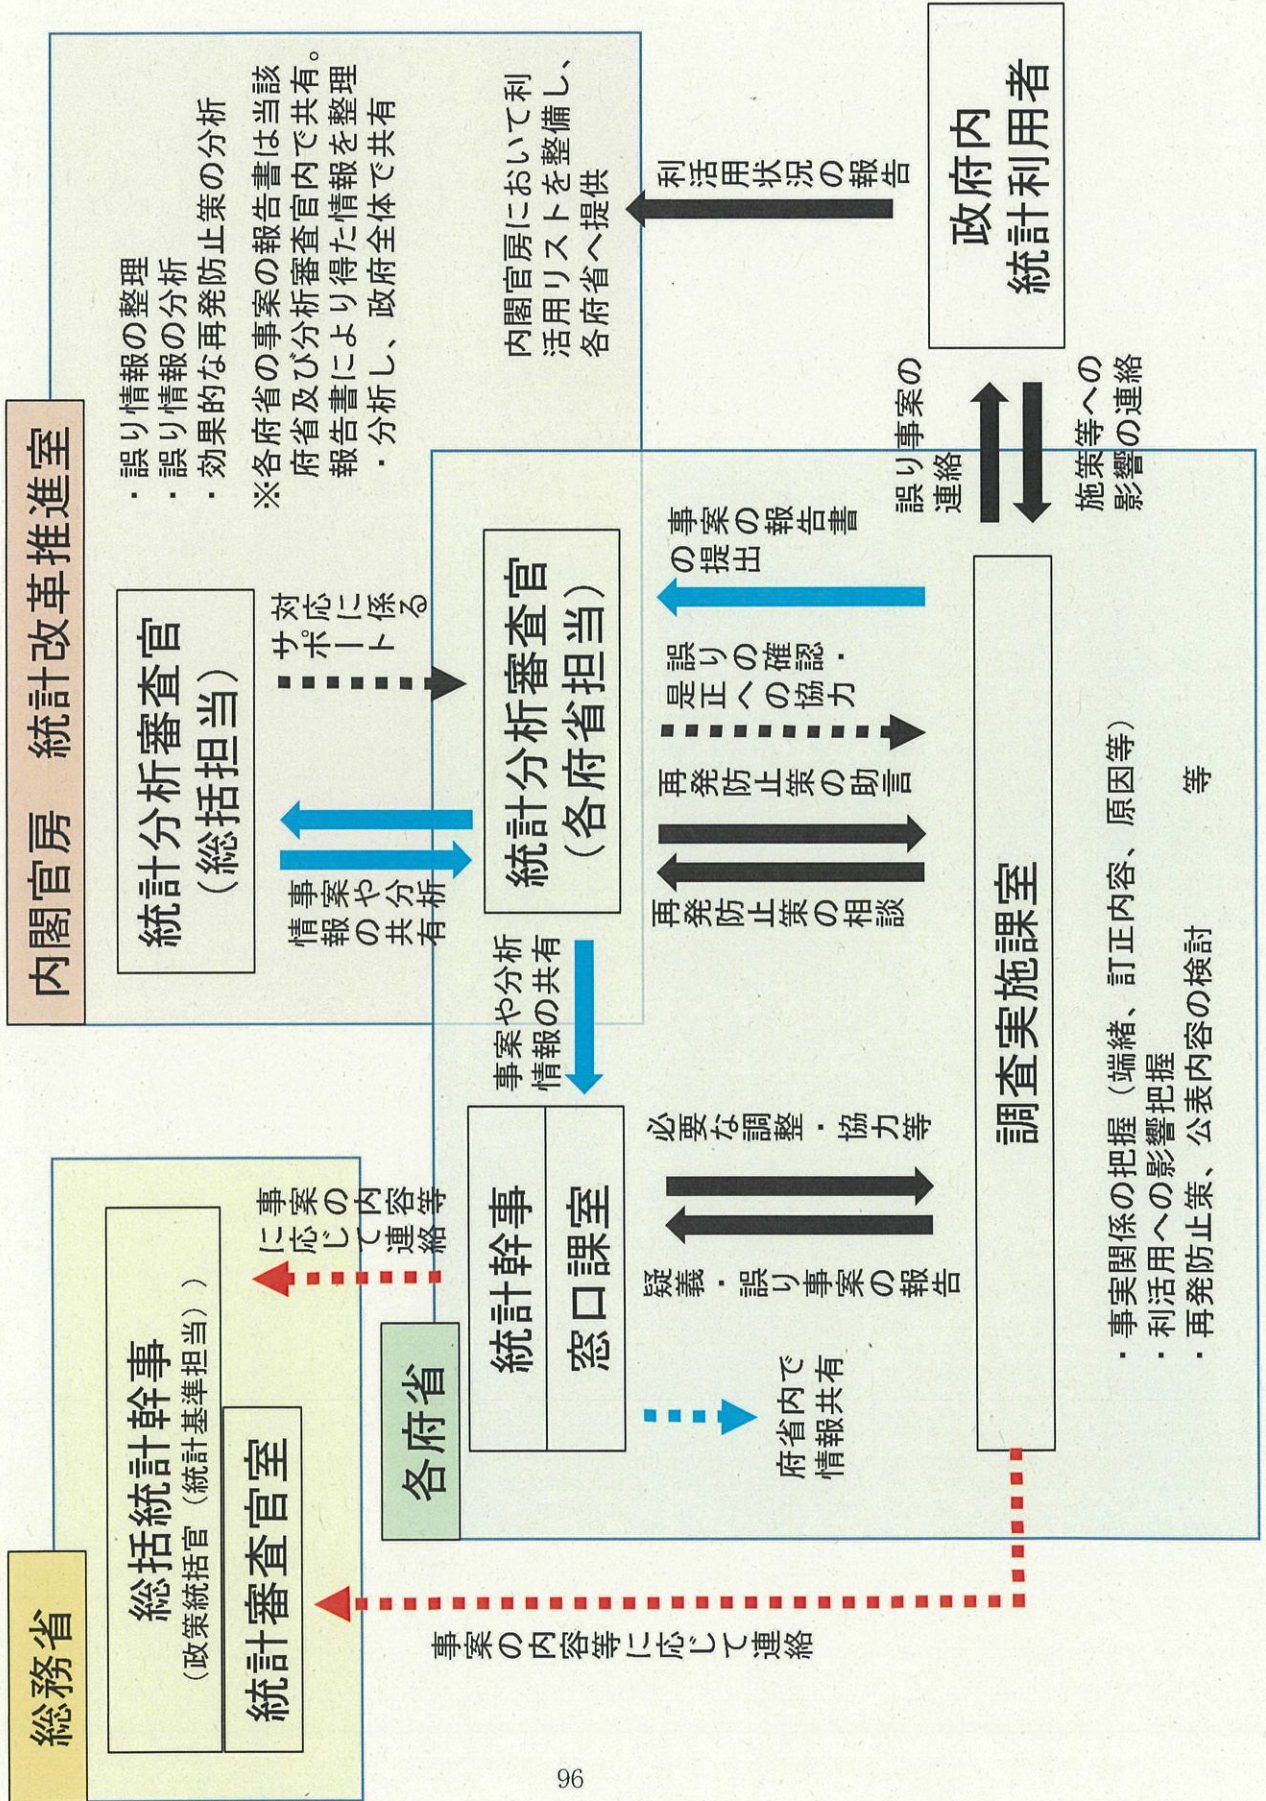 総務省
総括統計幹事
（政策統括官（統計基準担当））
統計審査官室
事案の内容
に応じて連
絡等
内閣官房　統計改革推進室
統計分析審査官
（総括担当）
・誤り情報の整理
・誤り情報の分析
・効果的な再発防止策の分析
※各府省の事案の報告書は当該
府省及び分析審査官内で共有。
報告書により得た情報を整理
・分析し、政府全体で共有
事案や分析
情報の共有
対応に係る
サポート
内閣官房において利
活用リストを整備し、
各府省へ提供
各府省
統計幹事
窓口課室
事案や分析
情報の共有
統計分析審査官
（各府省担当）
府省内で
情報共有
疑義・誤り事案の報告
必要な調整・協力等
再発防止策の相談
再発防止策の助言
誤りの確認・
是正への協力
事案の報告書
の提出
利活用状況の報告
事案の内容等に応じて連絡
調査実施課室
誤り事案の
連絡
施策等への
影響の連絡
政府内
統計利用者
・事実関係の把握（端緒、訂正内容、原因等）
・利活用への影響把握
・再発防止策、公表内容の検討　　　　等
96